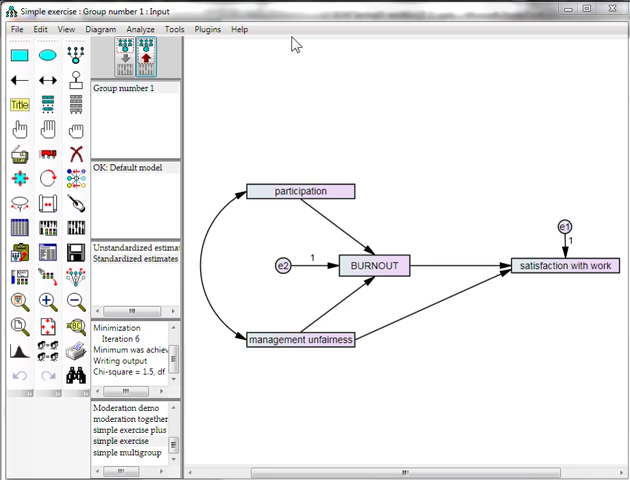 Simple exercise : Group number 1 : Input
File Edit View Diagram Analyze Tools Plugins Help
Title
Group number 1
OK: Default model
Unstandardized estimat
Standardized estimates
Minimization
Iteration 6
Minimum was achiev
Writing output
Chi-square = 1.5, df
Moderation demo
moderation together
simple exercise plus
simple exercise
simple multigroup
participation
e1
1
e2
1
BURNOUT
satisfaction with work
management unfairness